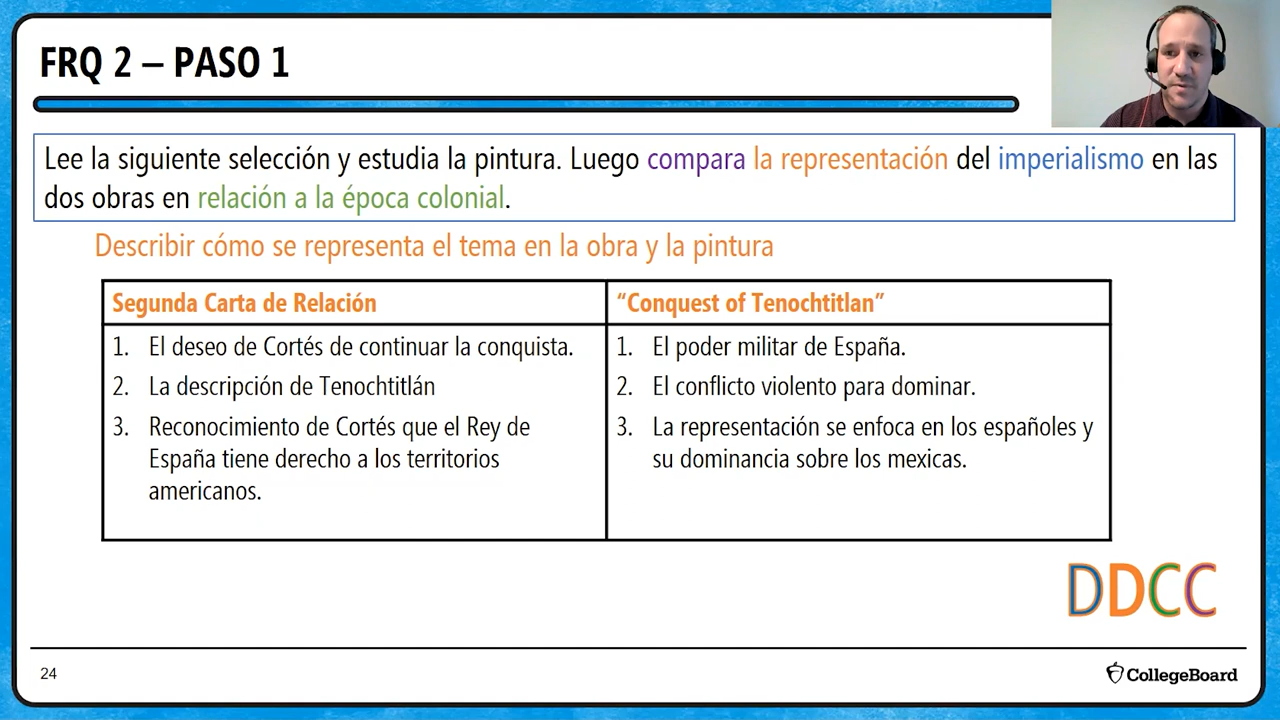 FRQ 2 – PASO 1
Lee la siguiente selección y estudia la pintura. Luego compara la representación del imperialismo en las
dos obras en relación a la época colonial.
Describir cómo se representa el tema en la obra y la pintura
Segunda Carta de Relación
1. El deseo de Cortés de continuar la conquista.
2. La descripción de Tenochtitlán
3. Reconocimiento de Cortés que el Rey de
España tiene derecho a los territorios
americanos.
“Conquest of Tenochtitlan”
1. El poder militar de España.
2. El conflicto violento para dominar.
3. La representación se enfoca en los españoles y
su dominancia sobre los mexicas.
DDCC
24
CollegeBoard